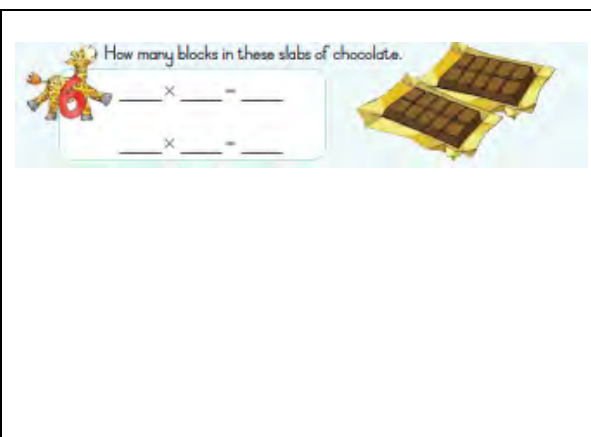 How many blocks in these slabs of chocolate.
6
____ × ____ = ____
____ × ____ = ____